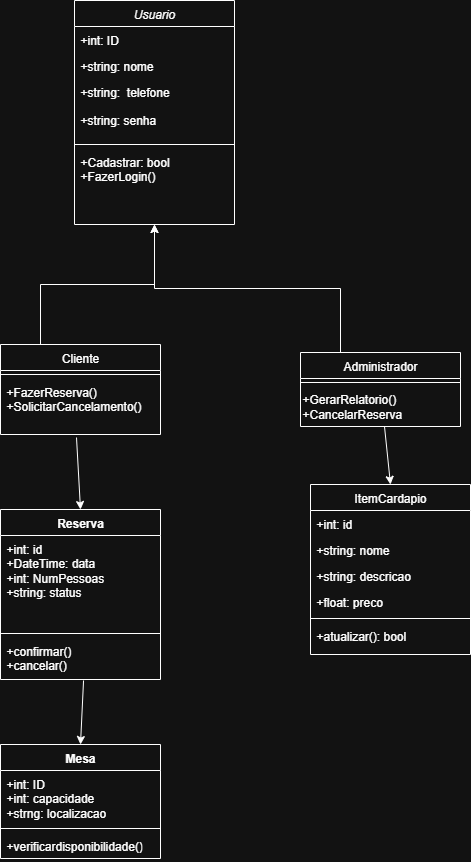 Usuario
+int: ID
+string: nome
+string: telefone
+string: senha
+Cadastrar: bool
+FazerLogin()
Cliente
+FazerReserva()
+SolicitarCancelamento()
Administrador
+GerarRelatorio()
+CancelarReserva
Reserva
+int: id
+DateTime: data
+int: NumPessoas
+string: status
+confirmar()
+cancelar()
ItemCardapio
+int: id
+string: nome
+string: descricao
+float: preco
+atualizar(): bool
Mesa
+int: ID
+int: capacidade
+strng: localizacao
+verificardisponibilidade()